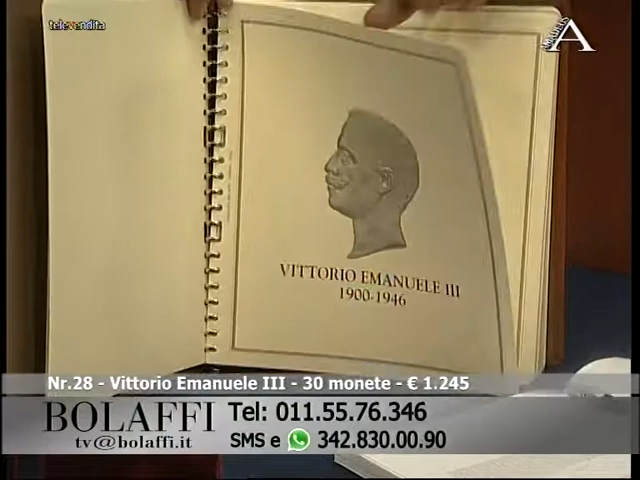 televendita
A
VITTORIO EMANUELE III
1900-1946
Nr.28 - Vittorio Emanuele III - 30 monete - € 1.245
BOLAFFI
Tel: 011.55.76.346
tv@bolaffi.it
SMS e 342.830.00.90